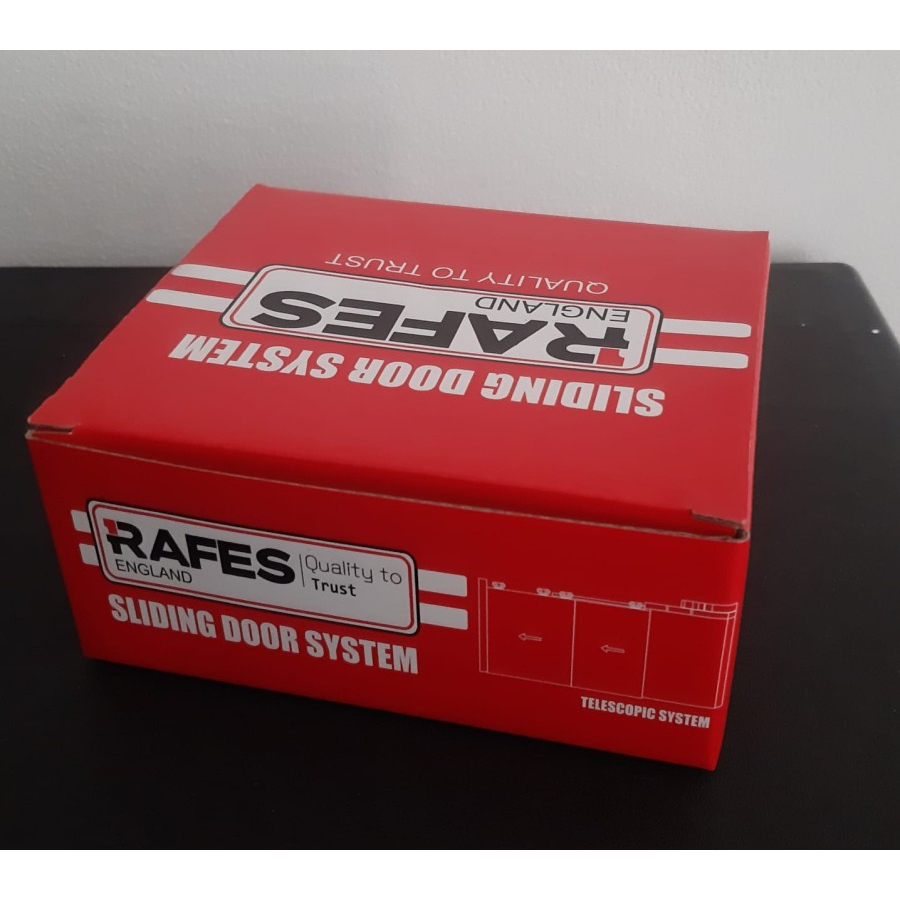 SLIDING DOOR SYSTEM
RAFES
ENGLAND
QUALITY TO TRUST
RAFES
ENGLAND
Quality to
Trust
SLIDING DOOR SYSTEM
TELESCOPIC SYSTEM